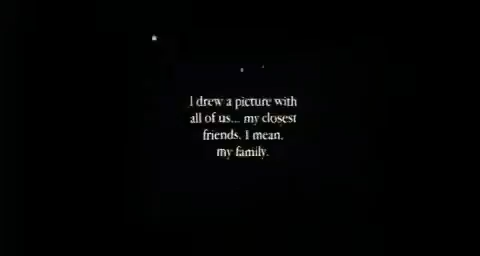 I drew a picture with
all of us... my closest
friends. I mean,
my family.